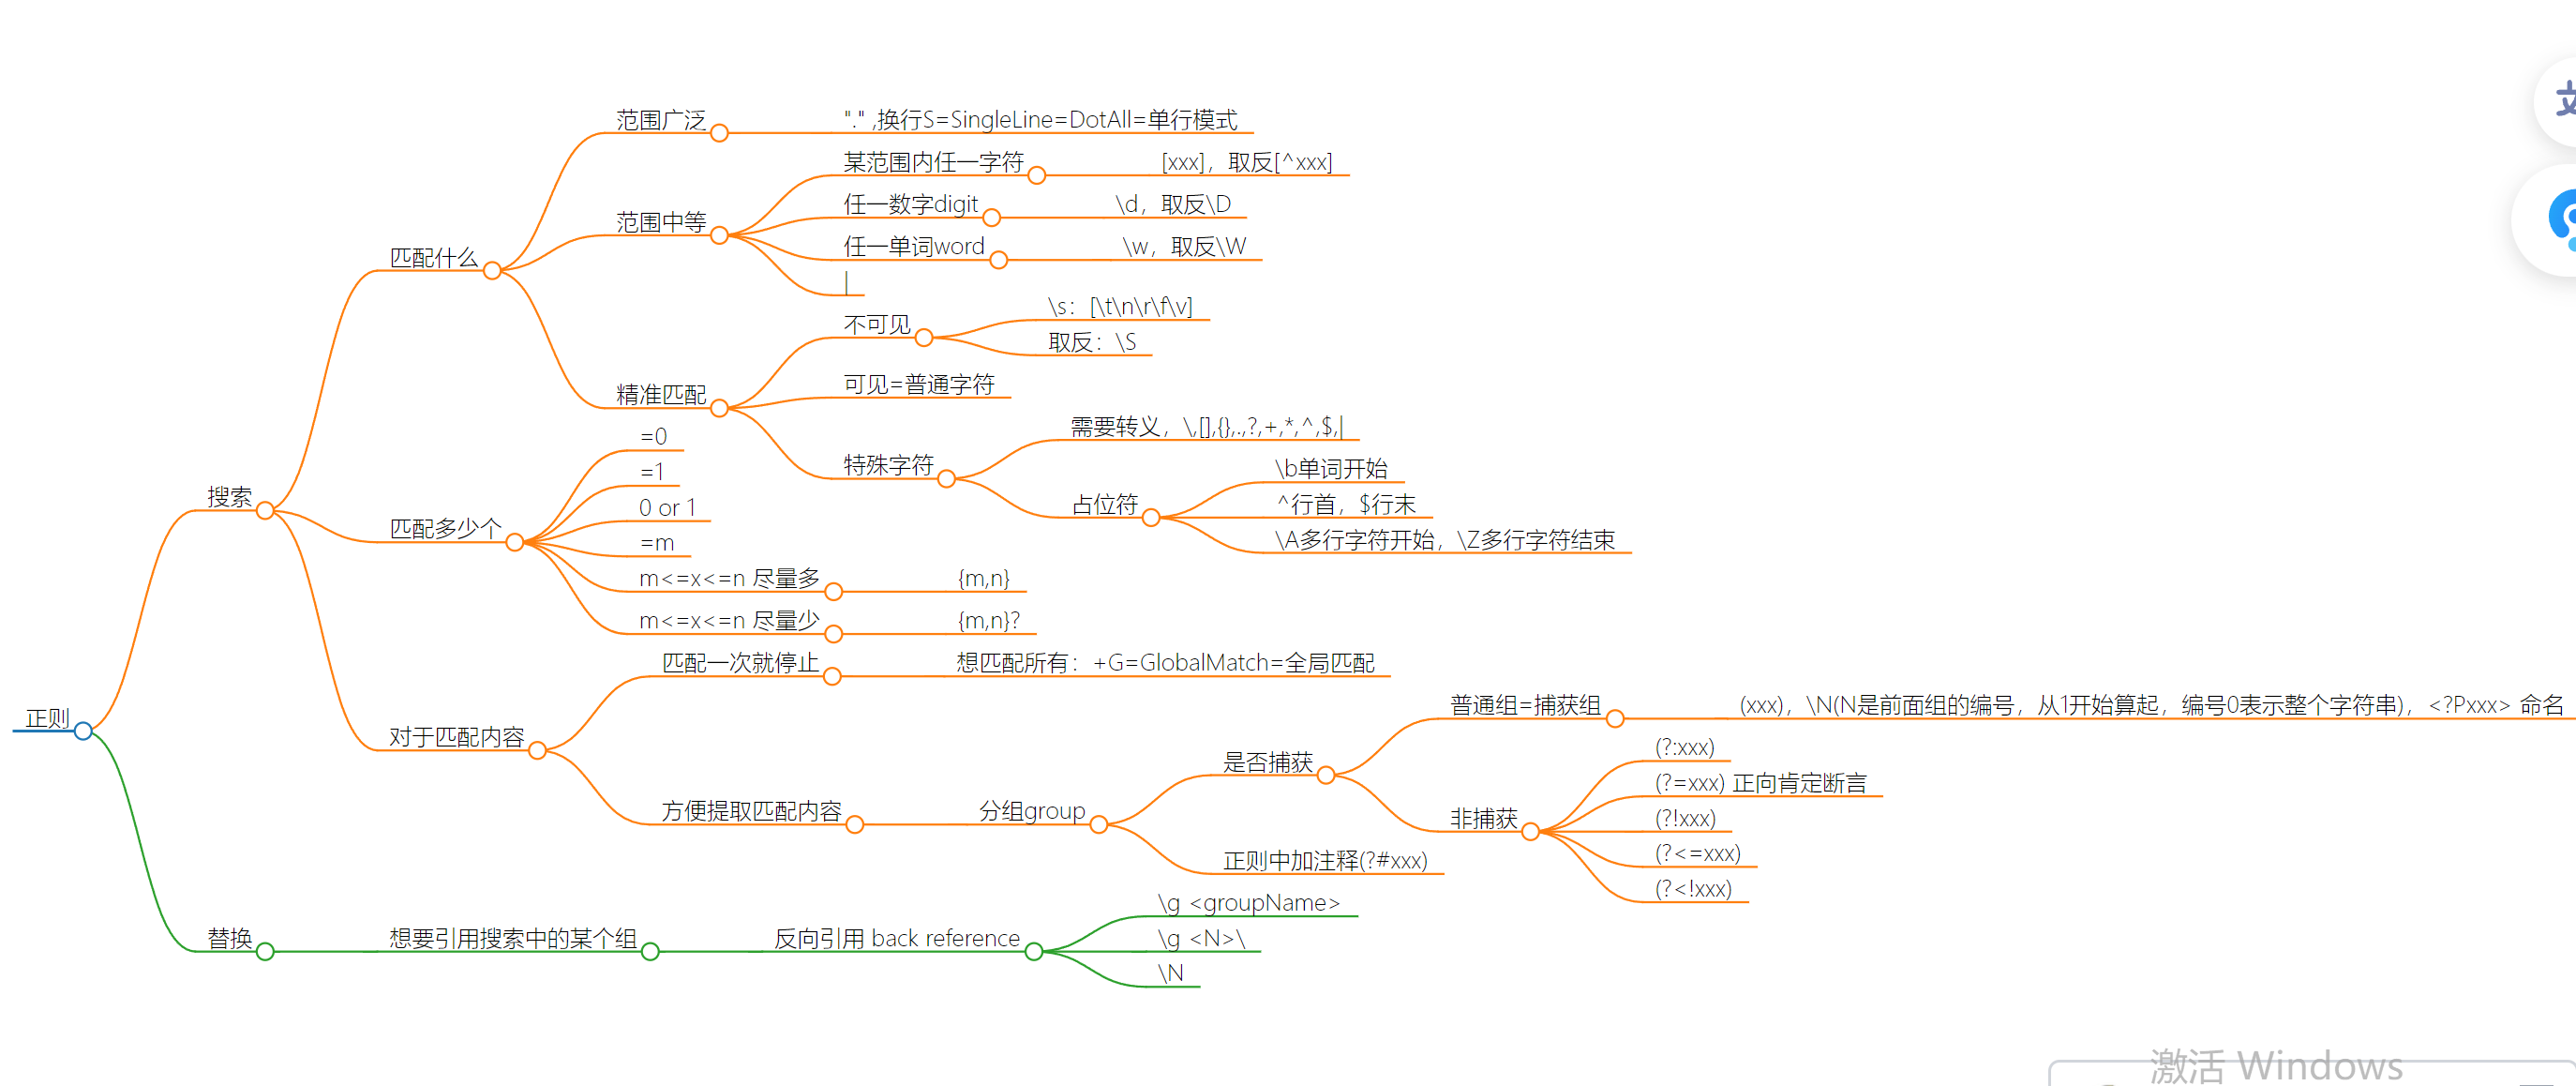 正则
搜索
匹配什么
范围广泛
"." ,换行S=SingleLine=DotAll=单行模式
范围中等
某范围内任一字符
[xxx]，取反[^xxx]
任一数字digit
\d，取反\D
任一单词word
\w，取反\W
|
精准匹配
不可见
\s：[\t\n\r\f\v]
取反：\S
可见=普通字符
特殊字符
需要转义，\,[],{},.,?,+,*,^,$,|
占位符
\b单词开始
^行首，$行末
\A多行字符开始，\Z多行字符结束
匹配多少个
=0
=1
0 or 1
=m
m<=x<=n 尽量多
{m,n}
m<=x<=n 尽量少
{m,n}?
对于匹配内容
匹配一次就停止
想匹配所有：+G=GlobalMatch=全局匹配
方便提取匹配内容
分组group
是否捕获
普通组=捕获组
(xxx)，\N(N是前面组的编号，从1开始算起，编号0表示整个字符串)，<?Pxxx> 命名
非捕获
(?:xxx)
(?=xxx) 正向肯定断言
(?!xxx)
(?<=xxx)
(?<!xxx)
正则中加注释(?#xxx)
替换
想要引用搜索中的某个组
反向引用 back reference
\g <groupName>
\g <N>\
\N
激活 Windows